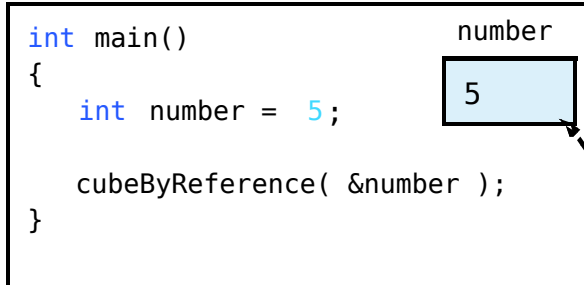 int main()
number
{
5
int number = 5;
cubeByReference( &number );
}